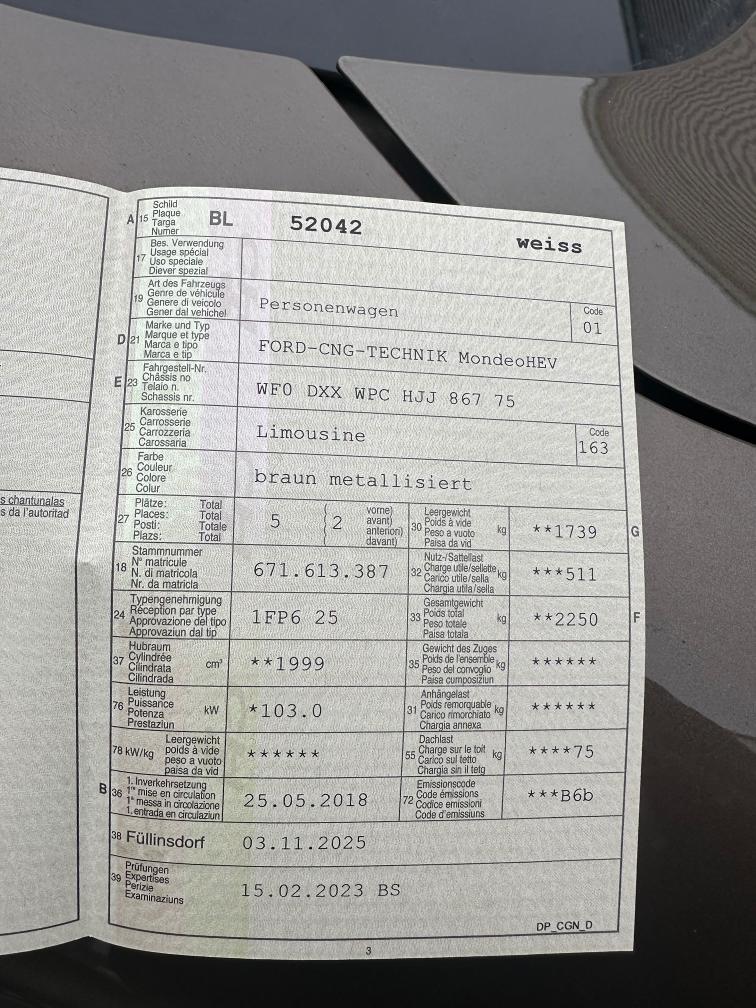 A 15 Schild
Plaque
Targa
Numer
BL 52042 weiss
17 Bes. Verwendung
Usage spécial
Uso speciale
Diever spezial
19 Art des Fahrzeugs
Genre de véhicule
Genere di veicolo
Gener dal vehichel
Personenwagen
Code
01
D 21 Marke und Typ
Marque et type
Marca e tipo
Marca e tip
FORD-CNG-TECHNIK MondeoHEV
E 23 Fahrgestell-Nr.
Châssis no
Telaio n.
Schassis nr.
WF0 DXX WPC HJJ 867 75
25 Karosserie
Carrosserie
Carrozzeria
Carossaria
Limousine
Code
163
26 Farbe
Couleur
Colore
Colur
braun metallisiert
s chantunalas
s da l'autoritad
27 Plätze: Total
Places: Total
Posti: Totale
Plazs: Total
5 ( 2 vorne)
avant)
anteriori)
davant)
30 Leergewicht
Poids à vide
Peso a vuoto
Paisa da vid
kg **1739 G
18 Stammnummer
N° matricule
N. di matricola
Nr. da matricla
671.613.387
32 Nutz-/Sattellast
Charge utile/sellette
Carico utile/sella
Chargia utila/sella
kg ***511
24 Typengenehmigung
Réception par type
Approvazione del tipo
Approvaziun dal tip
1FP6 25
33 Gesamtgewicht
Poids total
Peso totale
Paisa totala
kg **2250 F
37 Hubraum
Cylindrée
Cilindrata
Cilindrada
cm³ **1999
35 Gewicht des Zuges
Poids de l'ensemble
Peso del convoglio
Paisa cumposiziun
kg ******
76 Leistung
Puissance
Potenza
Prestaziun
kW *103.0
31 Anhängelast
Poids remorquable
Carico rimorchiato
Chargia annexa
kg ******
78 kW/kg Leergewicht
poids à vide
peso a vuoto
paisa da vid
******
55 Dachlast
Charge sur le toit
Carico sul tetto
Chargia sin il tetg
kg ****75
B 36 1. Inverkehrsetzung
1re mise en circulation
1a messa in circolazione
1. entrada en circulaziun
25.05.2018
72 Emissionscode
Code émissions
Codice emissioni
Code d'emissiuns
***B6b
38 Füllinsdorf 03.11.2025
39 Prüfungen
Expertises
Perizie
Examinaziuns
15.02.2023 BS
DP_CGN_D
3